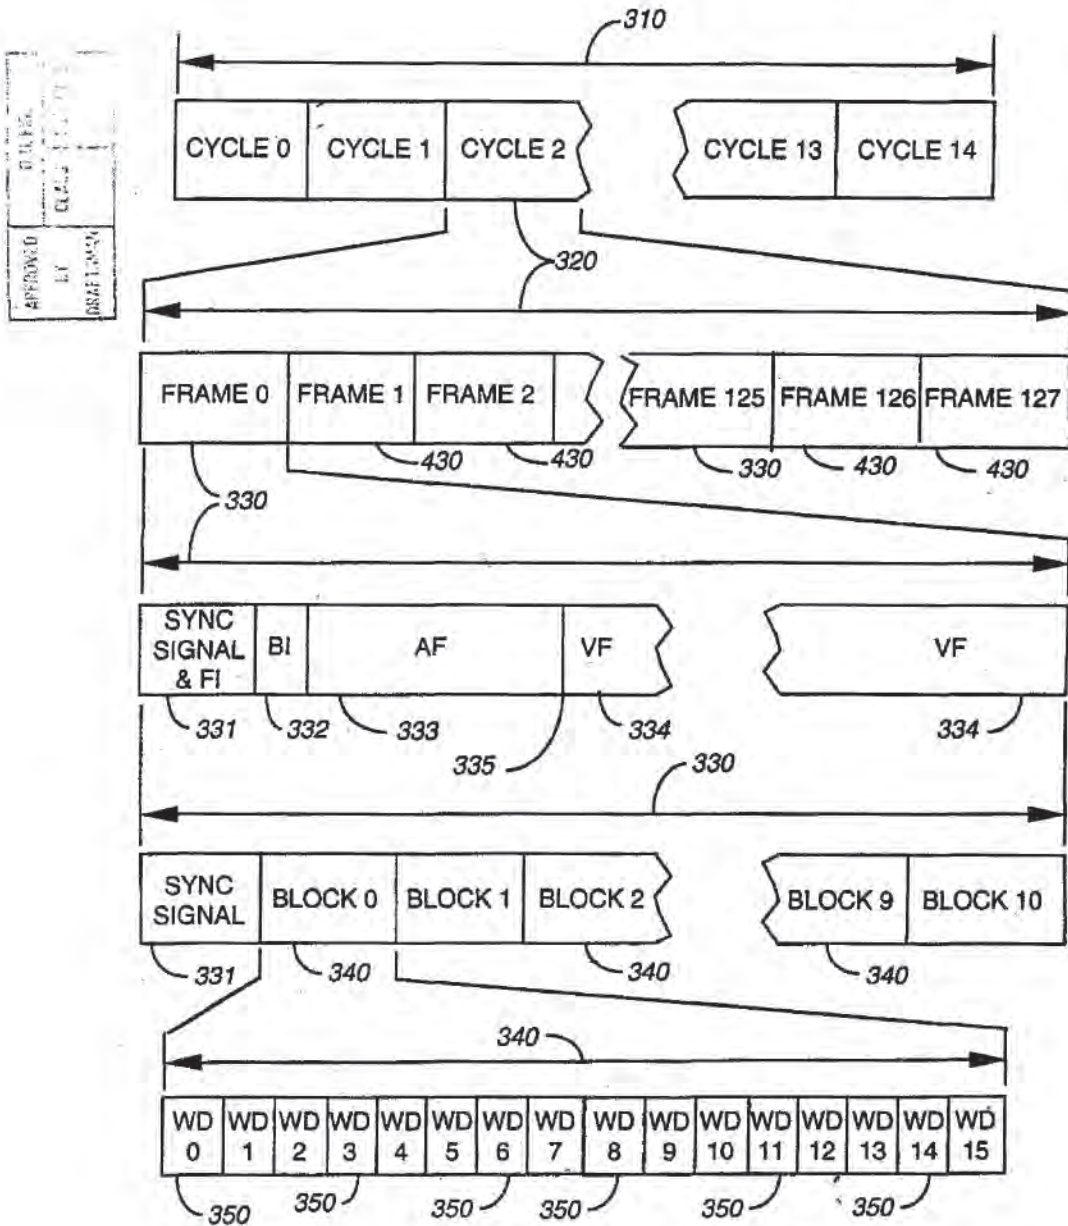 310
CYCLE 0 CYCLE 1 CYCLE 2 CYCLE 13 CYCLE 14
APPROVED
BY
DRAFTSMAN
320
FRAME 0 FRAME 1 FRAME 2 FRAME 125 FRAME 126 FRAME 127
430 430 330 430 430
330
SYNC SIGNAL & FI BI AF VF VF
331 332 333 334 334
335 330
SYNC SIGNAL BLOCK 0 BLOCK 1 BLOCK 2 BLOCK 9 BLOCK 10
331 340 340 340
340
WD 0 WD 1 WD 2 WD 3 WD 4 WD 5 WD 6 WD 7 WD 8 WD 9 WD 10 WD 11 WD 12 WD 13 WD 14 WD 15
350 350 350 350 350 350